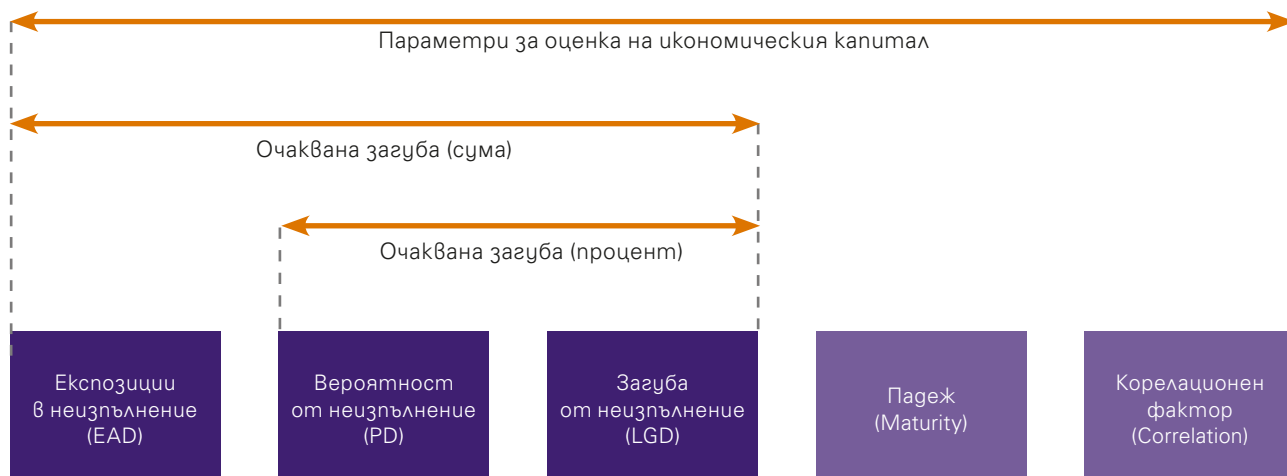 Параметри за оценка на икономическия капитал
Очаквана загуба (сума)
Очаквана загуба (процент)
Експозиции
в неизпълнение
(EAD)
Вероятност
от неизпълнение
(PD)
Загуба
от неизпълнение
(LGD)
Падеж
(Maturity)
Корелационен
фактор
(Correlation)